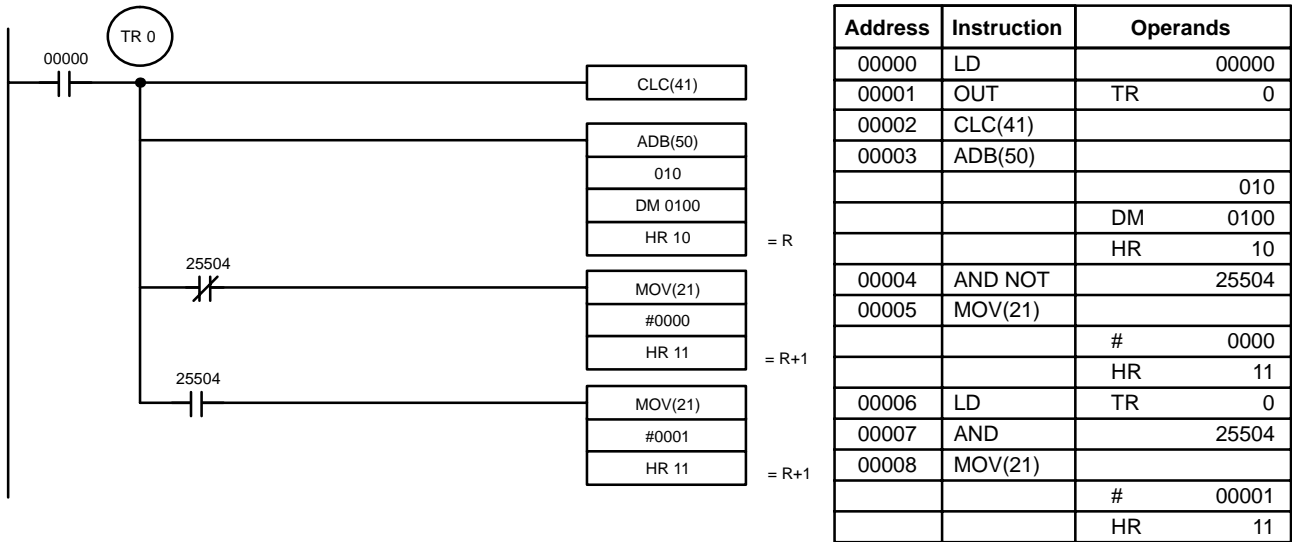 TR 0
00000
CLC(41)
ADB(50)
010
DM 0100
HR 10
= R
25504
MOV(21)
#0000
HR 11
= R+1
25504
MOV(21)
#0001
HR 11
= R+1
Address Instruction Operands
00000 LD 00000
00001 OUT TR 0
00002 CLC(41)
00003 ADB(50)
010
DM 0100
HR 10
00004 AND NOT 25504
00005 MOV(21)
# 0000
HR 11
00006 LD TR 0
00007 AND 25504
00008 MOV(21)
# 00001
HR 11